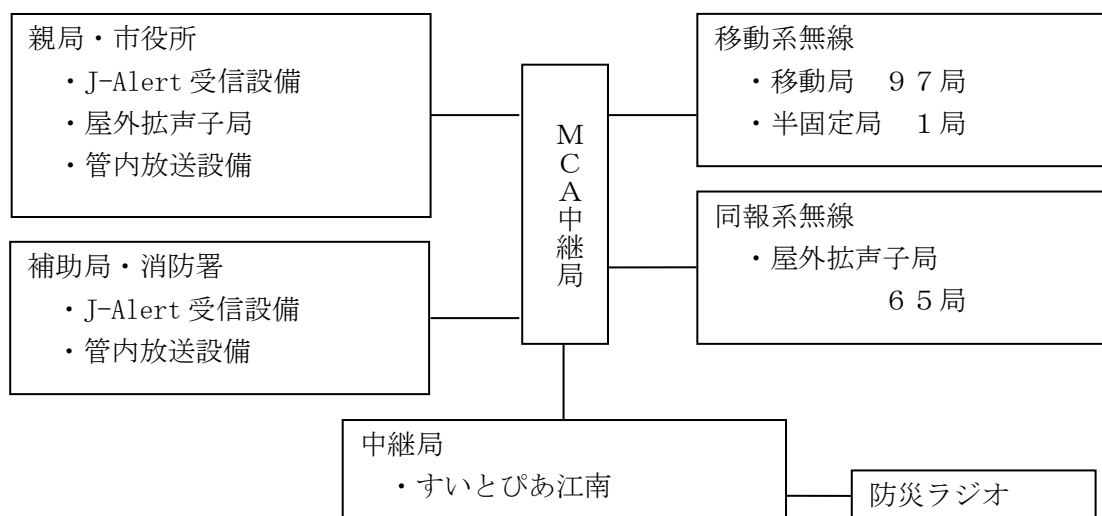 親局・市役所
・J-Alert 受信設備
・屋外拡声子局
・管内放送設備
補助局・消防署
・J-Alert 受信設備
・管内放送設備
MCA中継局
移動系無線
・移動局 97局
・半固定局 1局
同報系無線
・屋外拡声子局
65局
中継局
・すいとぴあ江南
防災ラジオ